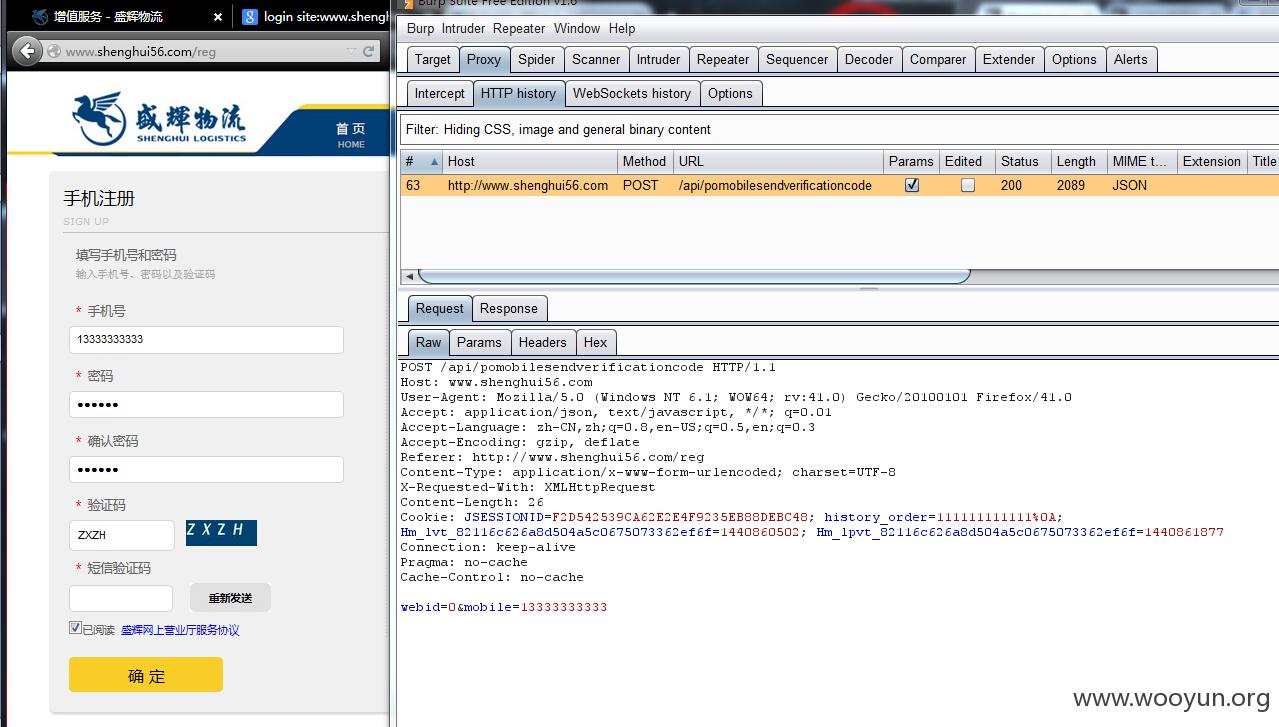 增值服务 - 盛辉物流 × login site:www.shengh
www.shenghui56.com/reg
盛輝物流
SHENGHUI LOGISTICS
首 页
HOME
手机注册
SIGN UP
填写手机号和密码
输入手机号、密码以及验证码
* 手机号
13333333333
* 密码
••••••
* 确认密码
••••••
* 验证码
ZXZH ZXZH
* 短信验证码
重新发送
已阅读 盛辉网上营业厅服务协议
确 定
Burp Suite Free Edition v1.6
Burp Intruder Repeater Window Help
Target Proxy Spider Scanner Intruder Repeater Sequencer Decoder Comparer Extender Options Alerts
Intercept HTTP history WebSockets history Options
Filter: Hiding CSS, image and general binary content
# Host Method URL Params Edited Status Length MIME t... Extension Title
63 http://www.shenghui56.com POST /api/pomobilesendverificationcode 200 2089 JSON
Request Response
Raw Params Headers Hex
POST /api/pomobilesendverificationcode HTTP/1.1
Host: www.shenghui56.com
User-Agent: Mozilla/5.0 (Windows NT 6.1; WOW64; rv:41.0) Gecko/20100101 Firefox/41.0
Accept: application/json, text/javascript, */*; q=0.01
Accept-Language: zh-CN,zh;q=0.8,en-US;q=0.5,en;q=0.3
Accept-Encoding: gzip, deflate
Referer: http://www.shenghui56.com/reg
Content-Type: application/x-www-form-urlencoded; charset=UTF-8
X-Requested-With: XMLHttpRequest
Content-Length: 26
Cookie: JSESSIONID=F2D542539CA62E2E4F9235EB88DEBC48; history_order=111111111111%0A;
Hm_lvt_82116c626a8d504a5c0675073362ef6f=1440860502; Hm_lpvt_82116c626a8d504a5c0675073362ef6f=1440861877
Connection: keep-alive
Pragma: no-cache
Cache-Control: no-cache
webid=0&mobile=13333333333
www.wooyun.org